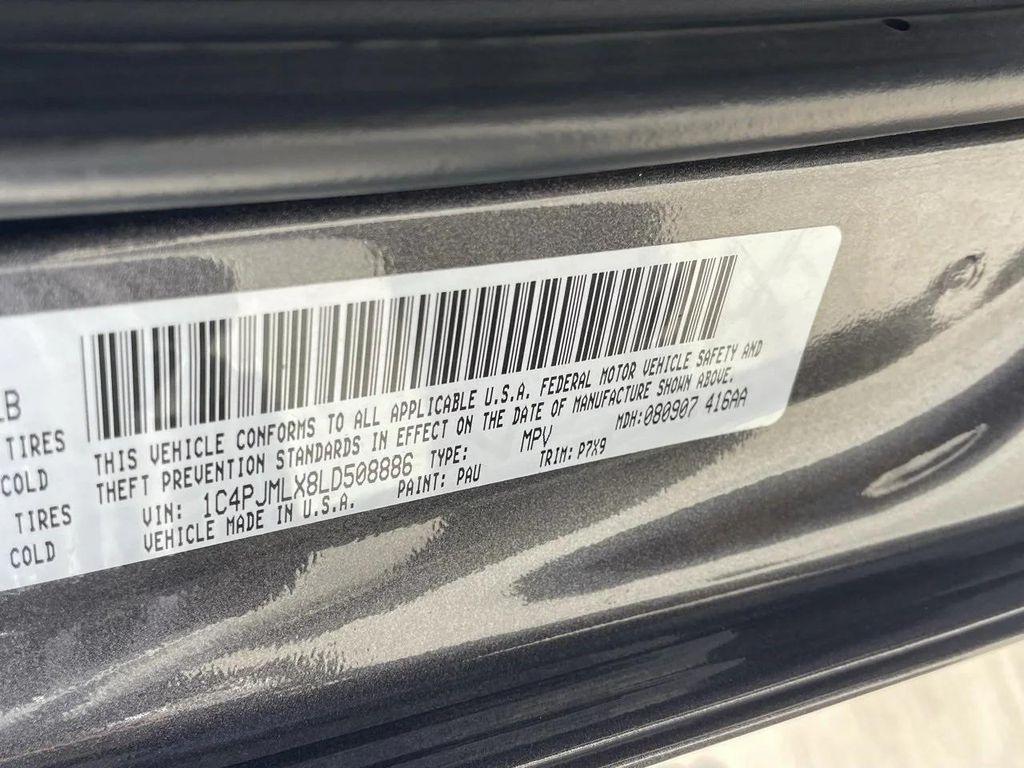 LB
TIRES
COLD
TIRES
COLD
THIS VEHICLE CONFORMS TO ALL APPLICABLE U.S.A. FEDERAL MOTOR VEHICLE SAFETY AND
THEFT PREVENTION STANDARDS IN EFFECT ON THE DATE OF MANUFACTURE SHOWN ABOVE.
VIN: 1C4PJMLX8LD508886 TYPE: MPV MDH:080907 416AA
VEHICLE MADE IN U.S.A. PAINT: PAU TRIM: P7X9